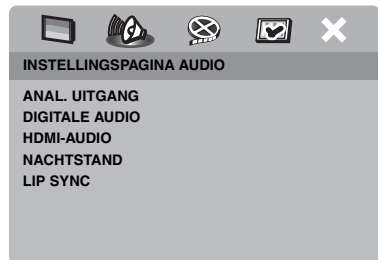 INSTELLINGSPAGINA AUDIO
ANAL. UITGANG
DIGITALE AUDIO
HDMI-AUDIO
NACHTSTAND
LIP SYNC